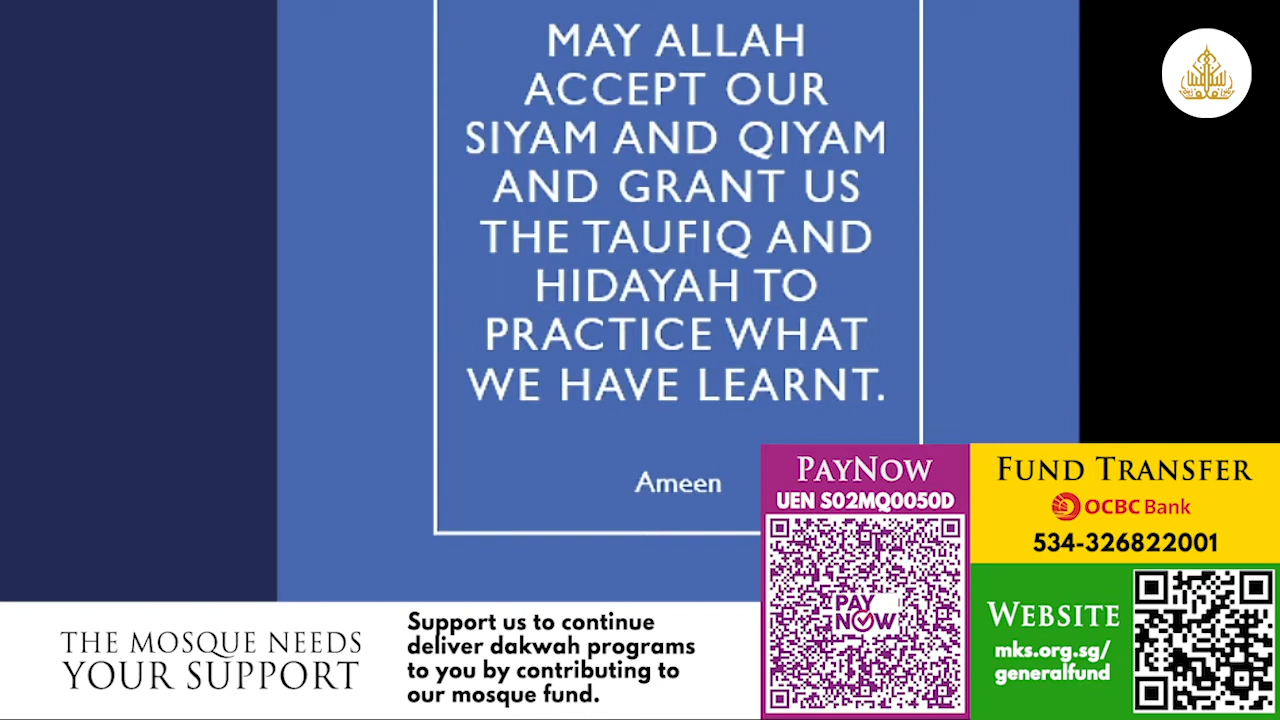 MAY ALLAH
ACCEPT OUR
SIYAM AND QIYAM
AND GRANT US
THE TAUFIQ AND
HIDAYAH TO
PRACTICE WHAT
WE HAVE LEARNT.
Ameen
PAYNOW
UEN S02MQ0050D
PAY
NOW
FUND TRANSFER
OCBC Bank
534-326822001
WEBSITE
mks.org.sg/
generalfund
THE MOSQUE NEEDS
YOUR SUPPORT
Support us to continue
deliver dakwah programs
to you by contributing to
our mosque fund.